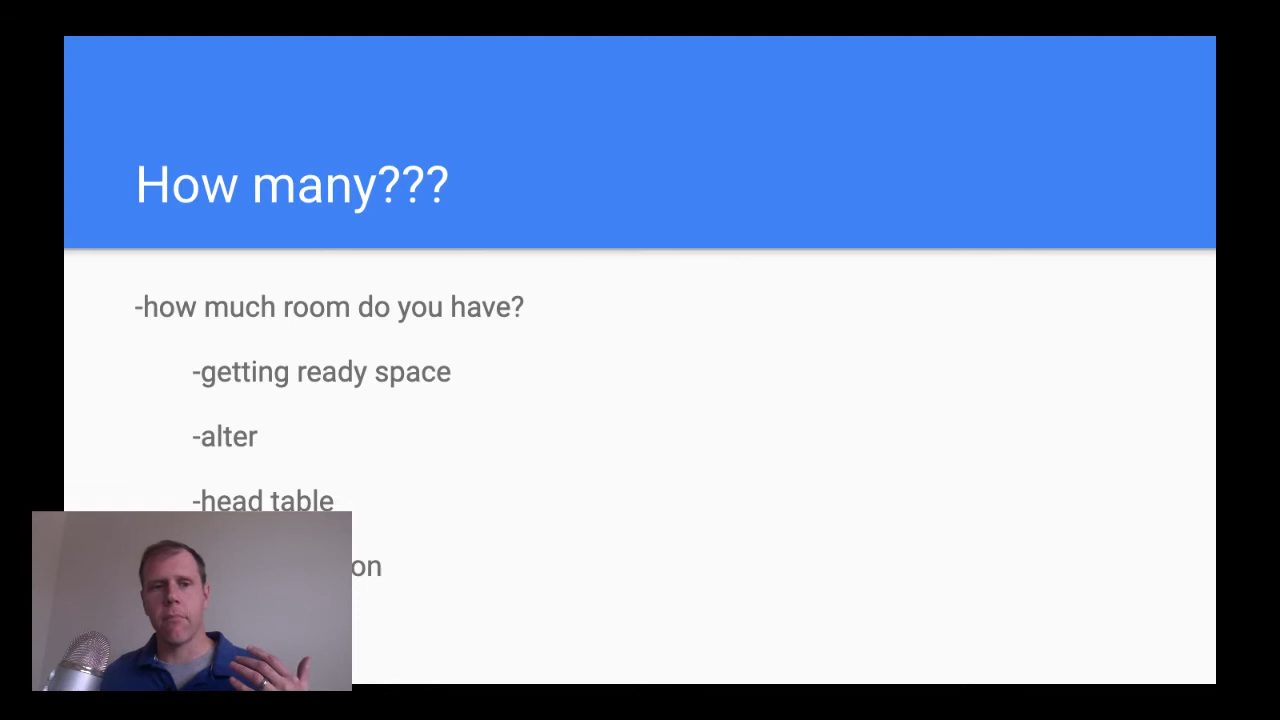 How many???
-how much room do you have?
-getting ready space
-alter
-head table
on